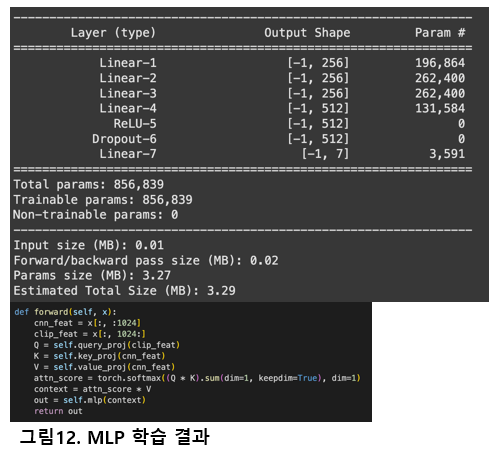 ----------------------------------------------------------------
Layer (type) Output Shape Param #
================================================================
Linear-1 [-1, 256] 196,864
Linear-2 [-1, 256] 262,400
Linear-3 [-1, 256] 262,400
Linear-4 [-1, 512] 131,584
ReLU-5 [-1, 512] 0
Dropout-6 [-1, 512] 0
Linear-7 [-1, 7] 3,591
================================================================
Total params: 856,839
Trainable params: 856,839
Non-trainable params: 0
----------------------------------------------------------------
Input size (MB): 0.01
Forward/backward pass size (MB): 0.02
Params size (MB): 3.27
Estimated Total Size (MB): 3.29
def forward(self, x):
cnn_feat = x[:, :1024]
clip_feat = x[:, 1024:]
Q = self.query_proj(clip_feat)
K = self.key_proj(cnn_feat)
V = self.value_proj(cnn_feat)
attn_score = torch.softmax((Q * K).sum(dim=1, keepdim=True), dim=1)
context = attn_score * V
out = self.mlp(context)
return out
그림12. MLP 학습 결과